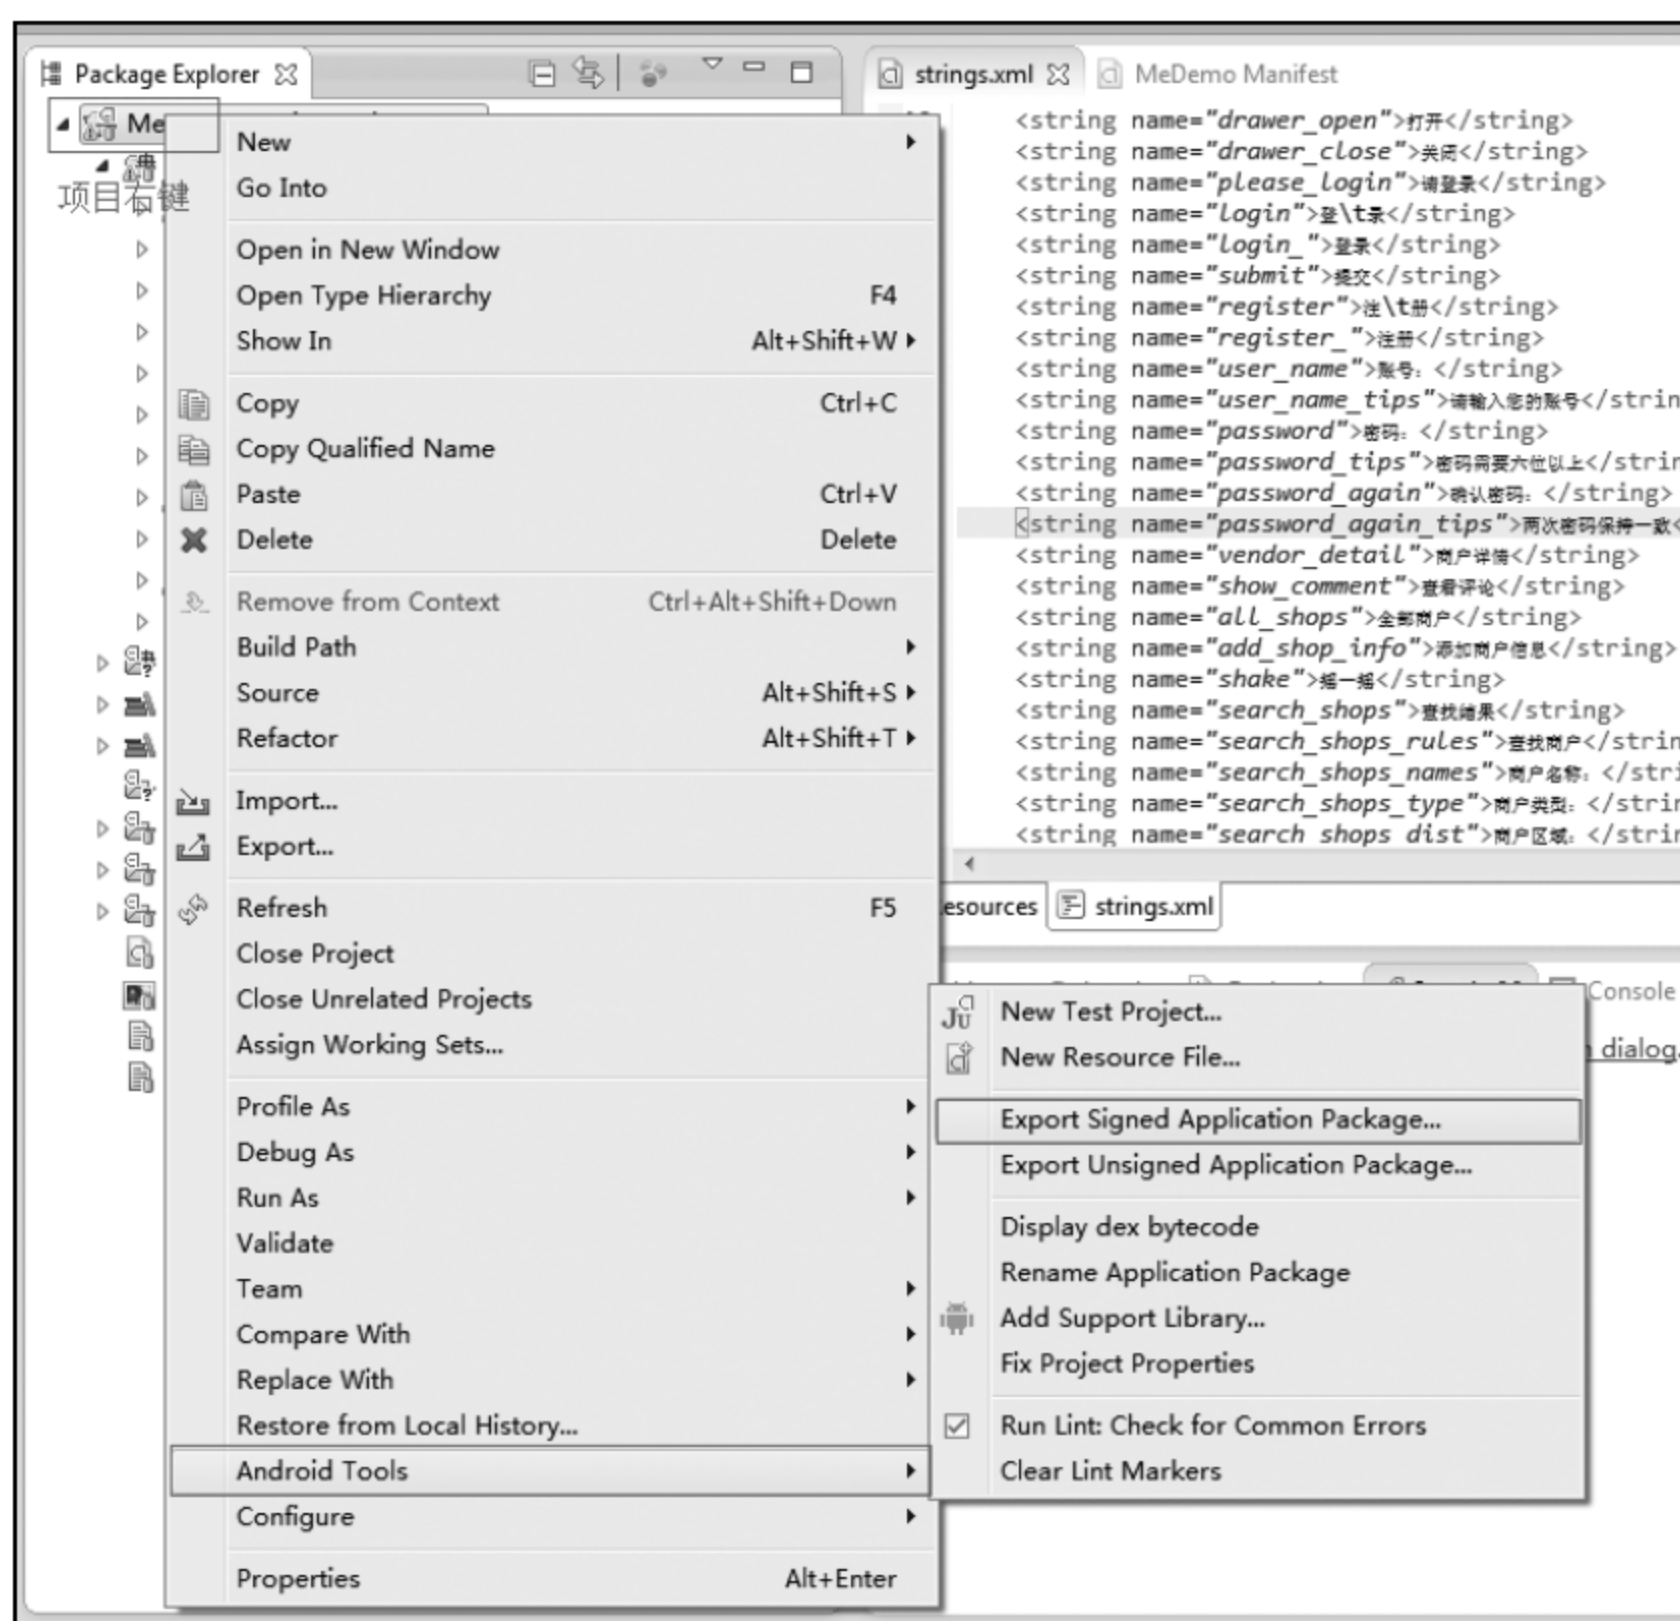 Package Explorer
Me
项目右键
New
Go Into
Open in New Window
Open Type Hierarchy F4
Show In Alt+Shift+W
Copy Ctrl+C
Copy Qualified Name
Paste Ctrl+V
Delete Delete
Remove from Context Ctrl+Alt+Shift+Down
Build Path
Source Alt+Shift+S
Refactor Alt+Shift+T
Import...
Export...
Refresh F5
Close Project
Close Unrelated Projects
Assign Working Sets...
Profile As
Debug As
Run As
Validate
Team
Compare With
Replace With
Restore from Local History...
Android Tools
Configure
Properties Alt+Enter
strings.xml MeDemo Manifest
<string name="drawer_open">打开</string>
<string name="drawer_close">关闭</string>
<string name="please_login">请登录</string>
<string name="login">登\t录</string>
<string name="login_">登录</string>
<string name="submit">提交</string>
<string name="register">注\t册</string>
<string name="register_">注册</string>
<string name="user_name">账号：</string>
<string name="user_name_tips">请输入您的账号</strin
<string name="password">密码：</string>
<string name="password_tips">密码需要六位以上</strin
<string name="password_again">确认密码：</string>
<string name="password_again_tips">两次密码保持一致<
<string name="vendor_detail">商户详情</string>
<string name="show_comment">查看评论</string>
<string name="all_shops">全部商户</string>
<string name="add_shop_info">添加商户信息</string>
<string name="shake">摇一摇</string>
<string name="search_shops">查找结果</string>
<string name="search_shops_rules">查找商户</strin
<string name="search_shops_names">商户名称：</stri
<string name="search_shops_type">商户类型：</strin
<string name="search shops dist">商户区域：</strin
esources strings.xml
Console
dialog.
New Test Project...
New Resource File...
Export Signed Application Package...
Export Unsigned Application Package...
Display dex bytecode
Rename Application Package
Add Support Library...
Fix Project Properties
Run Lint: Check for Common Errors
Clear Lint Markers